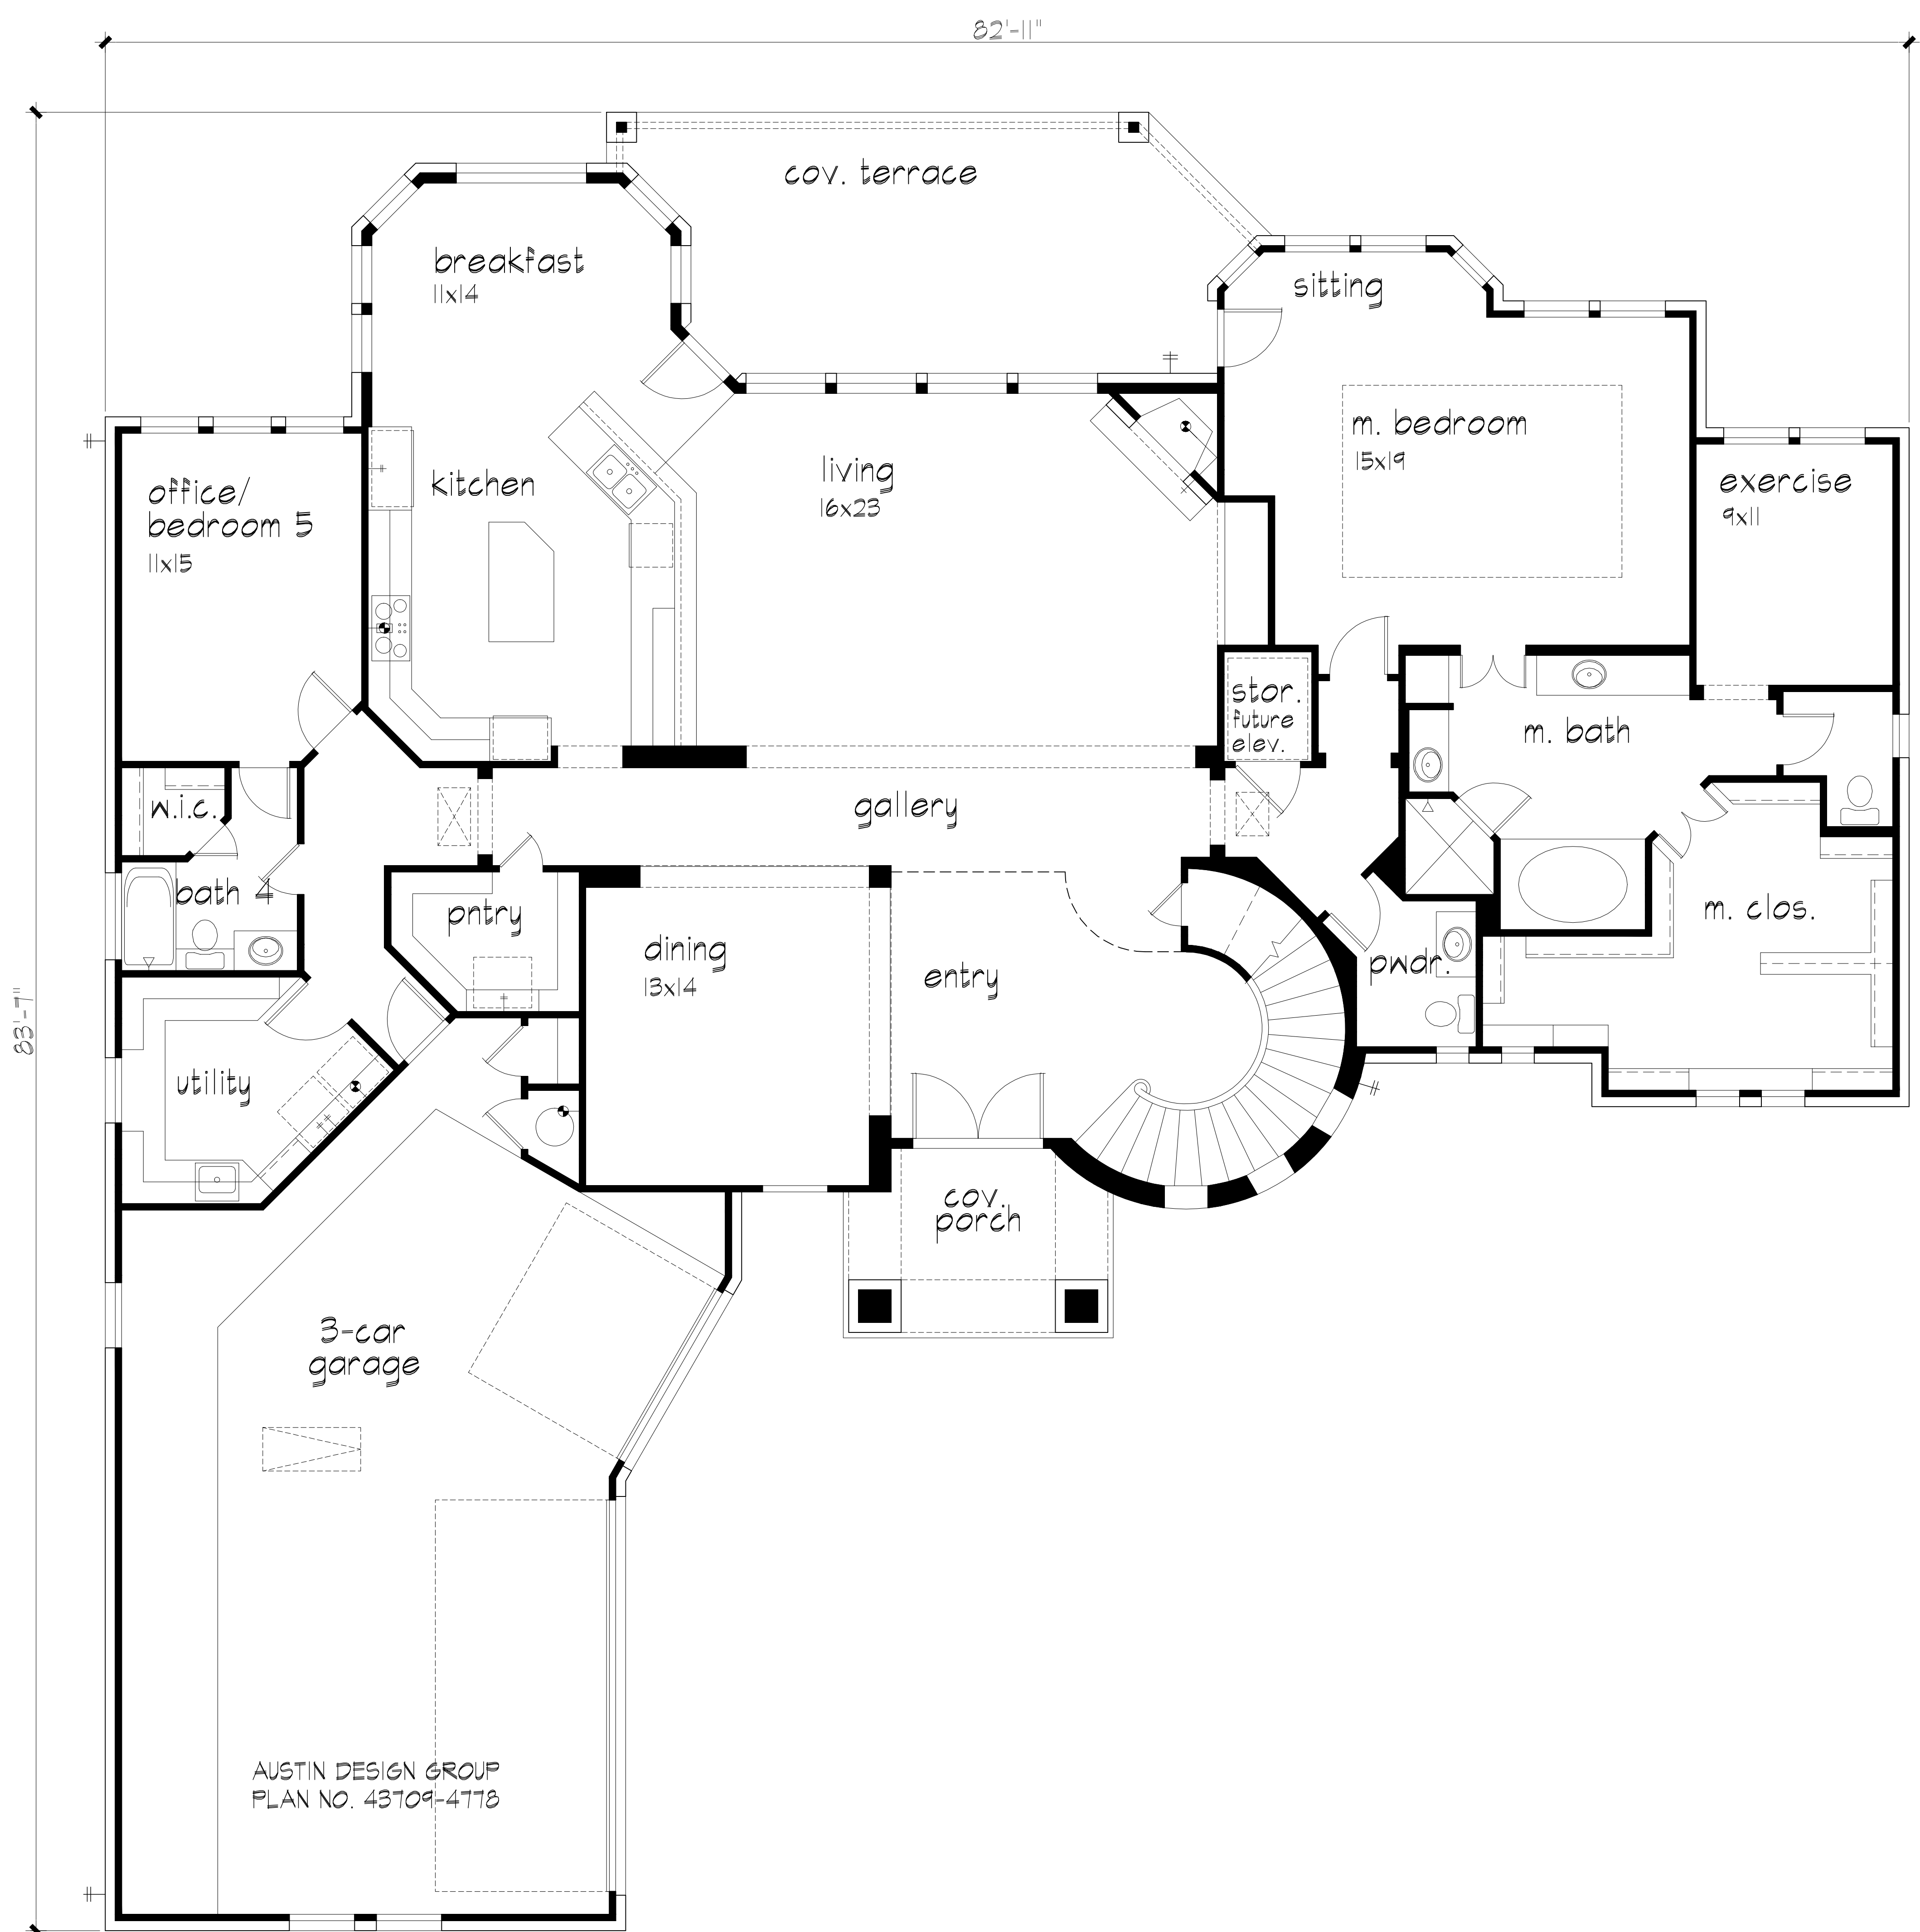 82'-11"
cov. terrace
breakfast
11x14
sitting
m. bedroom
15x19
exercise
9x11
office/
bedroom 5
11x15
kitchen
living
16x23
stor.
future
elev.
m. bath
w.i.c.
gallery
bath 4
pntry
dining
13x14
entry
pwdr.
m. clos.
83'-7"
utility
cov.
porch
3-car
garage
AUSTIN DESIGN GROUP
PLAN NO. 43709-4778